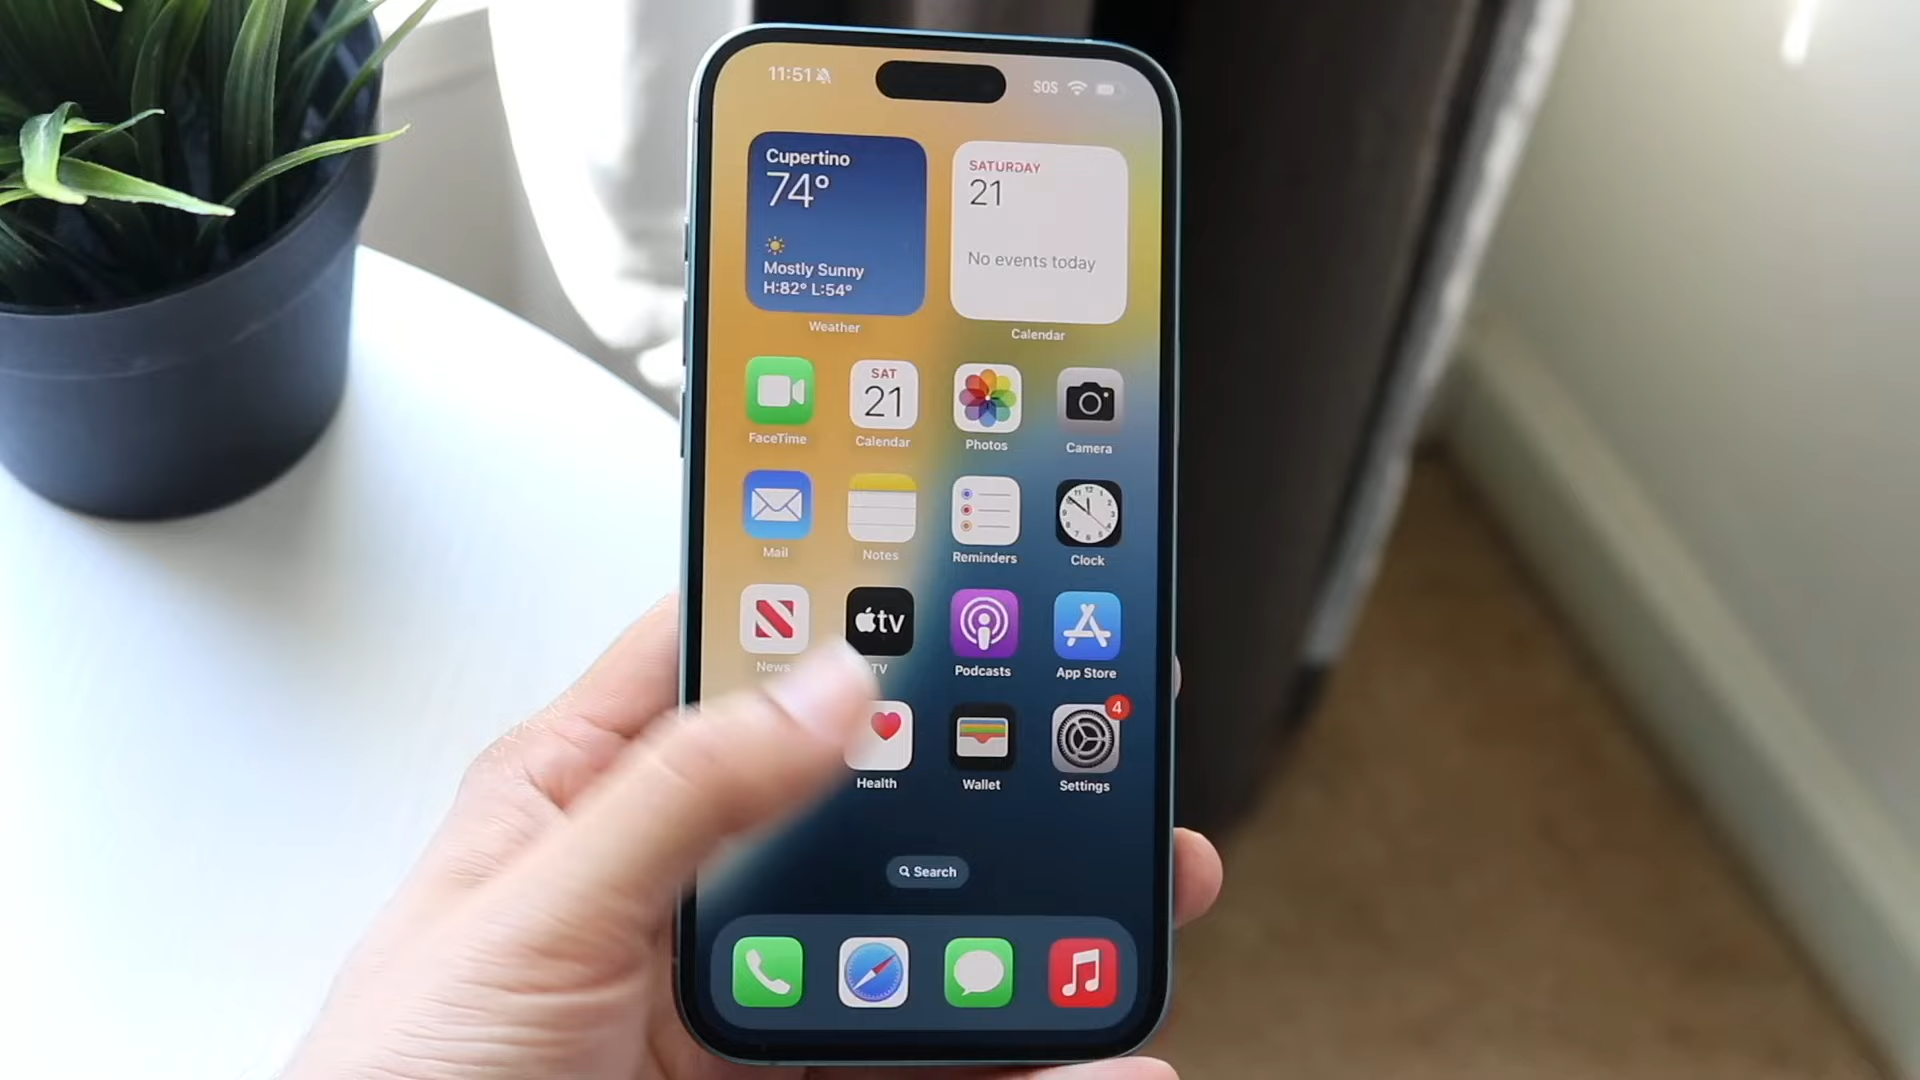 11:51
SOS
Cupertino
74°
Mostly Sunny
H:82° L:54°
Weather
SATURDAY
21
No events today
Calendar
FaceTime
SAT
21
Calendar
Photos
Camera
Mail
Notes
Reminders
Clock
News
tv
TV
Podcasts
App Store
Health
Wallet
4
Settings
Search